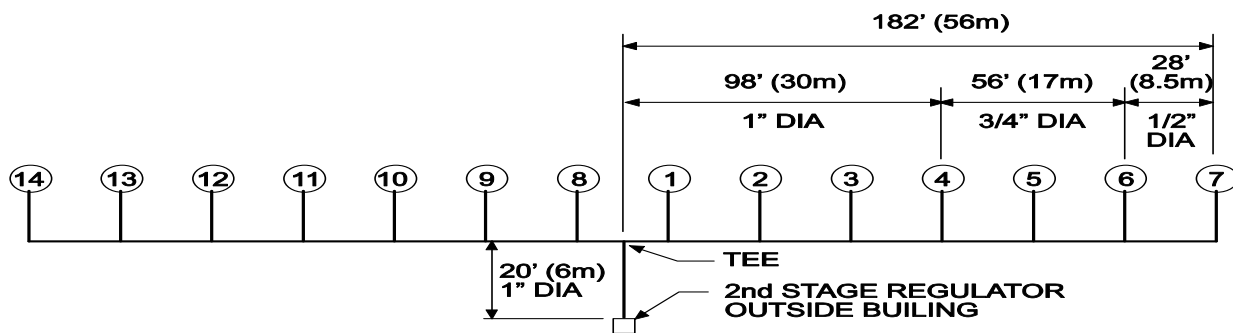 182' (56m)
98' (30m)
56' (17m)
28'
(8.5m)
1” DIA
3/4” DIA
1/2”
DIA
14
13
12
11
10
9
8
1
2
3
4
5
6
7
20' (6m)
1” DIA
TEE
2nd STAGE REGULATOR
OUTSIDE BUILING